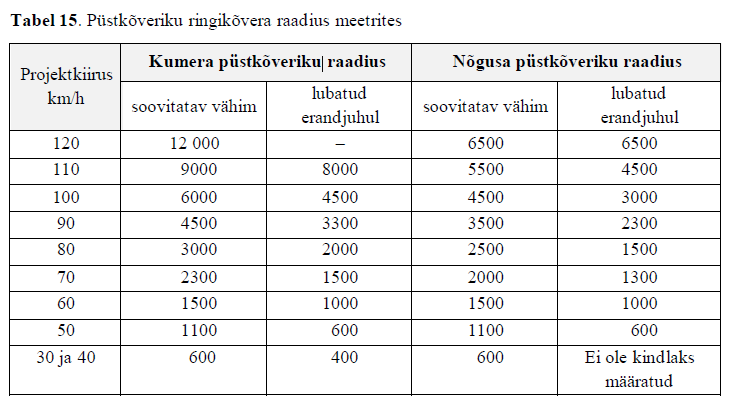 Tabel 15. Püstkõveriku ringikõvera raadius meetrites
Projektkiirus km/h | Kumera püstkõveriku raadius | Nõgusa püstkõveriku raadius
soovitatav vähim | lubatud erandjuhul | soovitatav vähim | lubatud erandjuhul
120 | 12 000 | – | 6500 | 6500
110 | 9000 | 8000 | 5500 | 4500
100 | 6000 | 4500 | 4500 | 3000
90 | 4500 | 3300 | 3500 | 2300
80 | 3000 | 2000 | 2500 | 1500
70 | 2300 | 1500 | 2000 | 1300
60 | 1500 | 1000 | 1500 | 1000
50 | 1100 | 600 | 1100 | 600
30 ja 40 | 600 | 400 | 600 | Ei ole kindlaks määratud